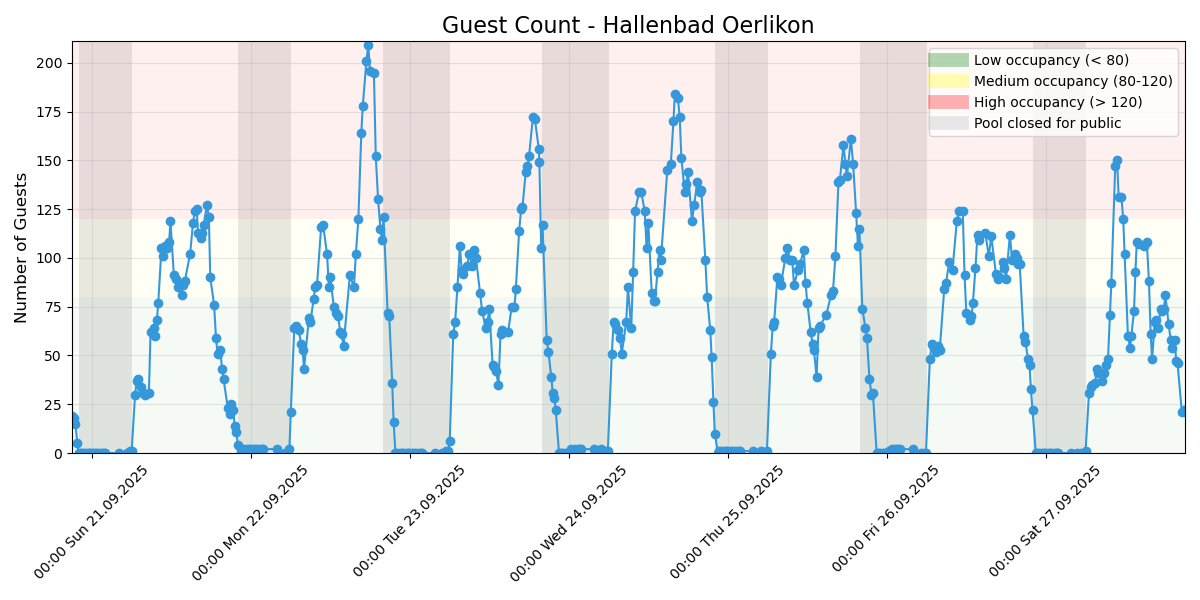 Guest Count - Hallenbad Oerlikon
Number of Guests
200
175
150
125
100
75
50
25
0
Low occupancy (< 80)
Medium occupancy (80-120)
High occupancy (> 120)
Pool closed for public
00:00 Sun 21.09.2025
00:00 Mon 22.09.2025
00:00 Tue 23.09.2025
00:00 Wed 24.09.2025
00:00 Thu 25.09.2025
00:00 Fri 26.09.2025
00:00 Sat 27.09.2025